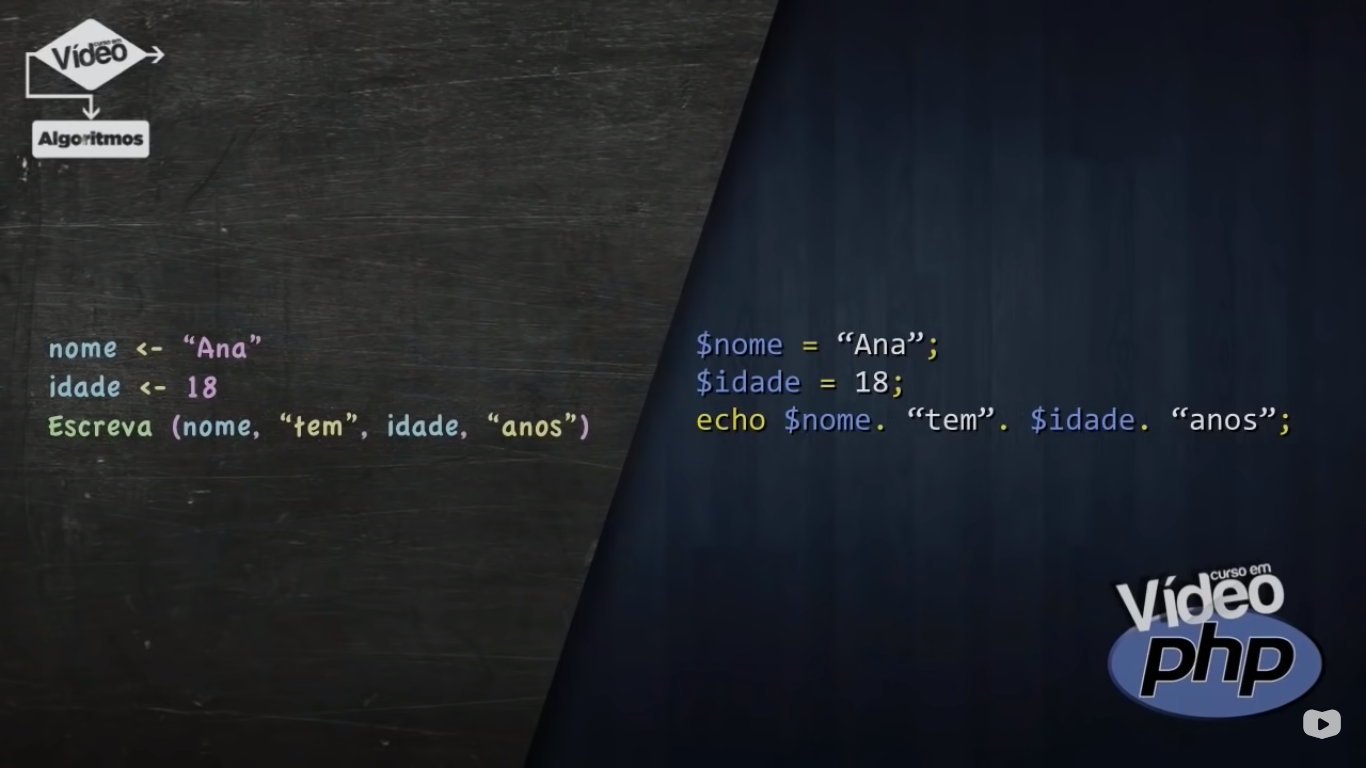 curso em
Vídeo
Algoritmos
nome <- “Ana”
idade <- 18
Escreva (nome, “tem”, idade, “anos”)
$nome = “Ana”;
$idade = 18;
echo $nome. “tem”. $idade. “anos”;
curso em
Vídeo
php